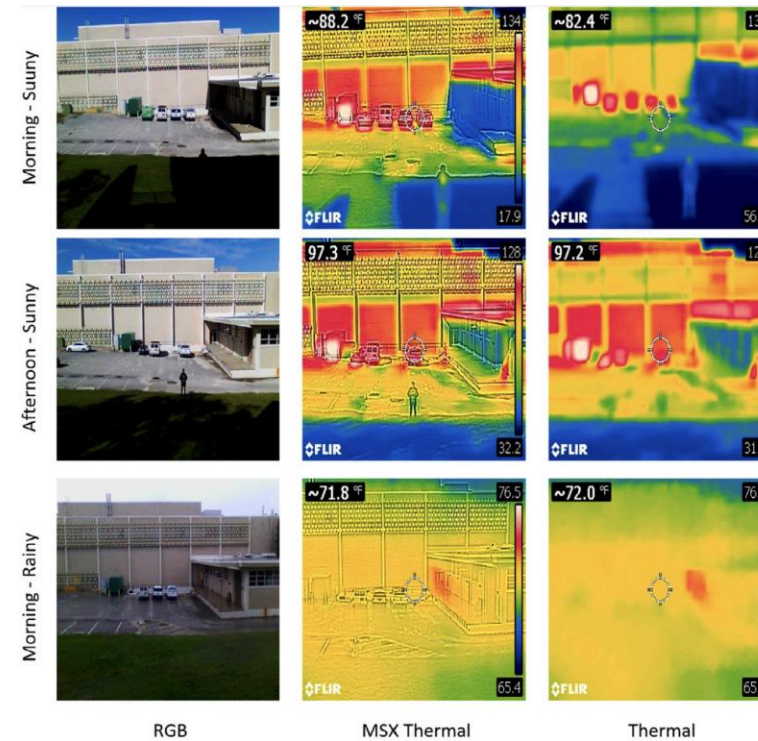 Morning - Suuny
~88.2 °F
134
17.9
FLIR
~82.4 °F
13
56.
FLIR
Afternoon - Sunny
97.3 °F
128
32.2
FLIR
97.2 °F
12
31.
FLIR
Morning - Rainy
~71.8 °F
76.5
65.4
FLIR
~72.0 °F
76.
65.
FLIR
RGB
MSX Thermal
Thermal